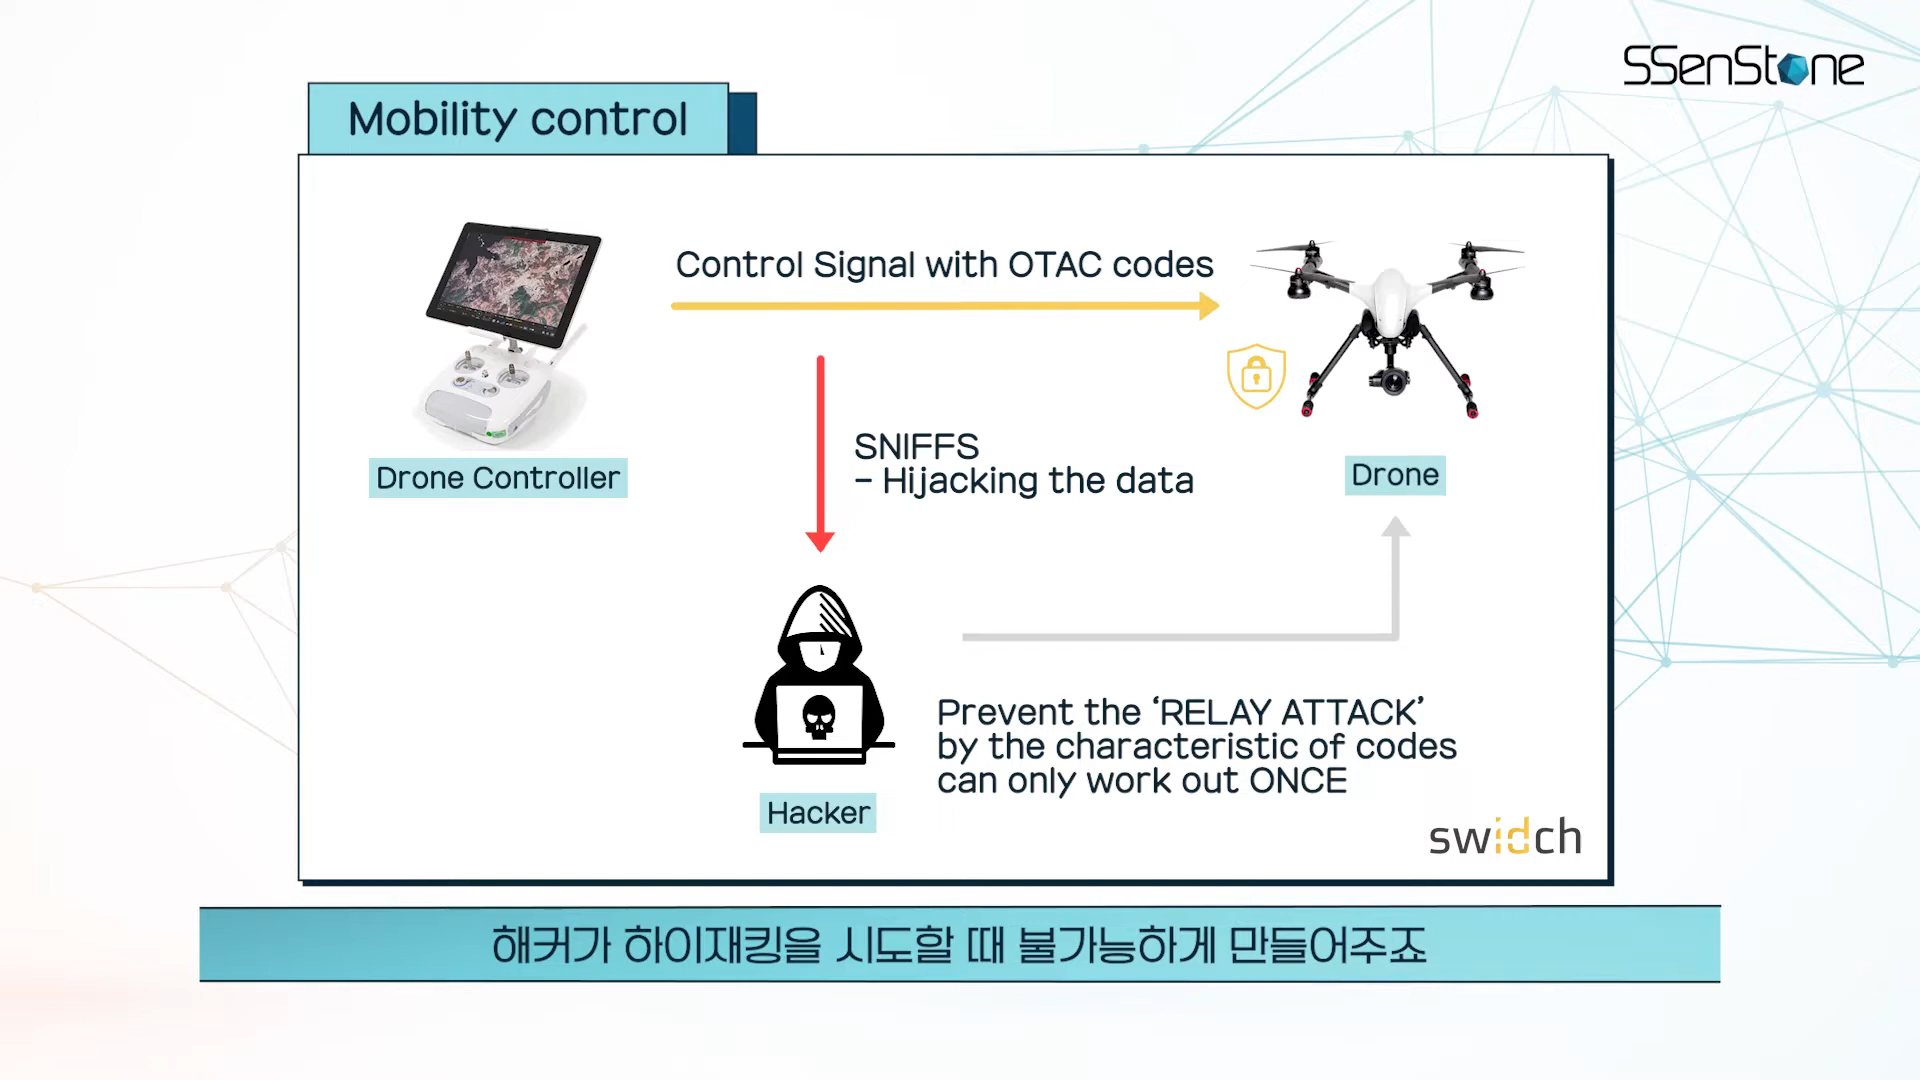 SSenStone
Mobility control
Control Signal with OTAC codes
SNIFFS
- Hijacking the data
Drone Controller
Drone
Prevent the ‘RELAY ATTACK’
by the characteristic of codes
can only work out ONCE
Hacker
swidch
해커가 하이재킹을 시도할 때 불가능하게 만들어주죠